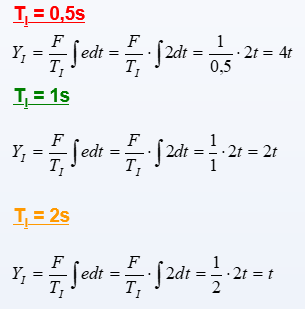 T_I = 0,5s
Y_I = F/T_I ∫edt = F/T_I · ∫2dt = 1/0,5 · 2t = 4t
T_I = 1s
Y_I = F/T_I ∫edt = F/T_I · ∫2dt = 1/1 · 2t = 2t
T_I = 2s
Y_I = F/T_I ∫edt = F/T_I · ∫2dt = 1/2 · 2t = t